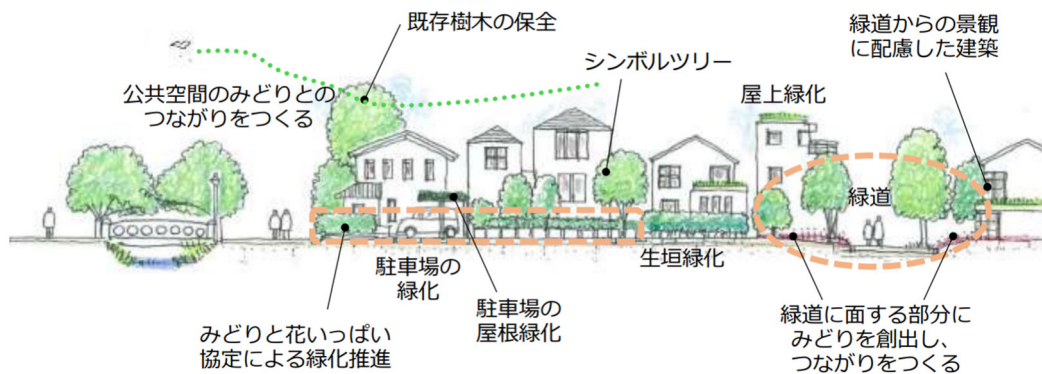 既存樹木の保全
公共空間のみどりとの
つながりをつくる
シンボルツリー
緑道からの景観
に配慮した建築
屋上緑化
緑道
駐車場の
緑化
生垣緑化
駐車場の
屋根緑化
みどりと花いっぱい
協定による緑化推進
緑道に面する部分に
みどりを創出し、
つながりをつくる